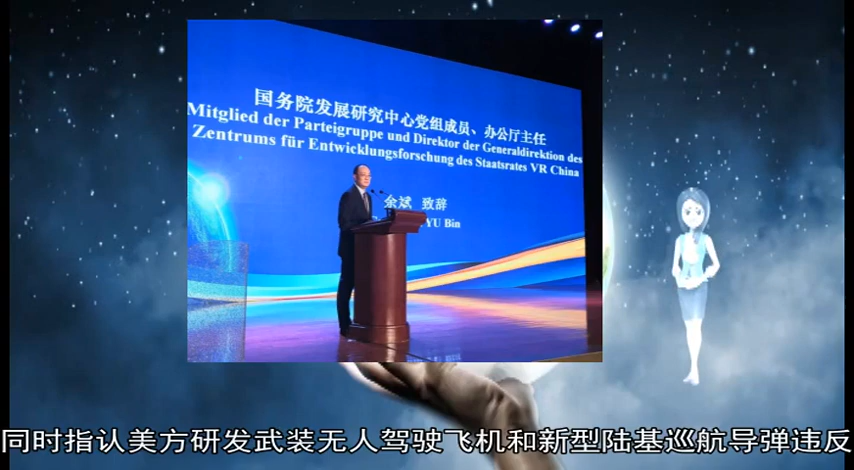 国务院发展研究中心党组成员、办公厅主任
Mitglied der Parteigruppe und Direktor der Generaldirektion des
Zentrums für Entwicklungsforschung des Staatsrates VR China
余斌 致辞
YU Bin
同时指认美方研发武装无人驾驶飞机和新型陆基巡航导弹违反